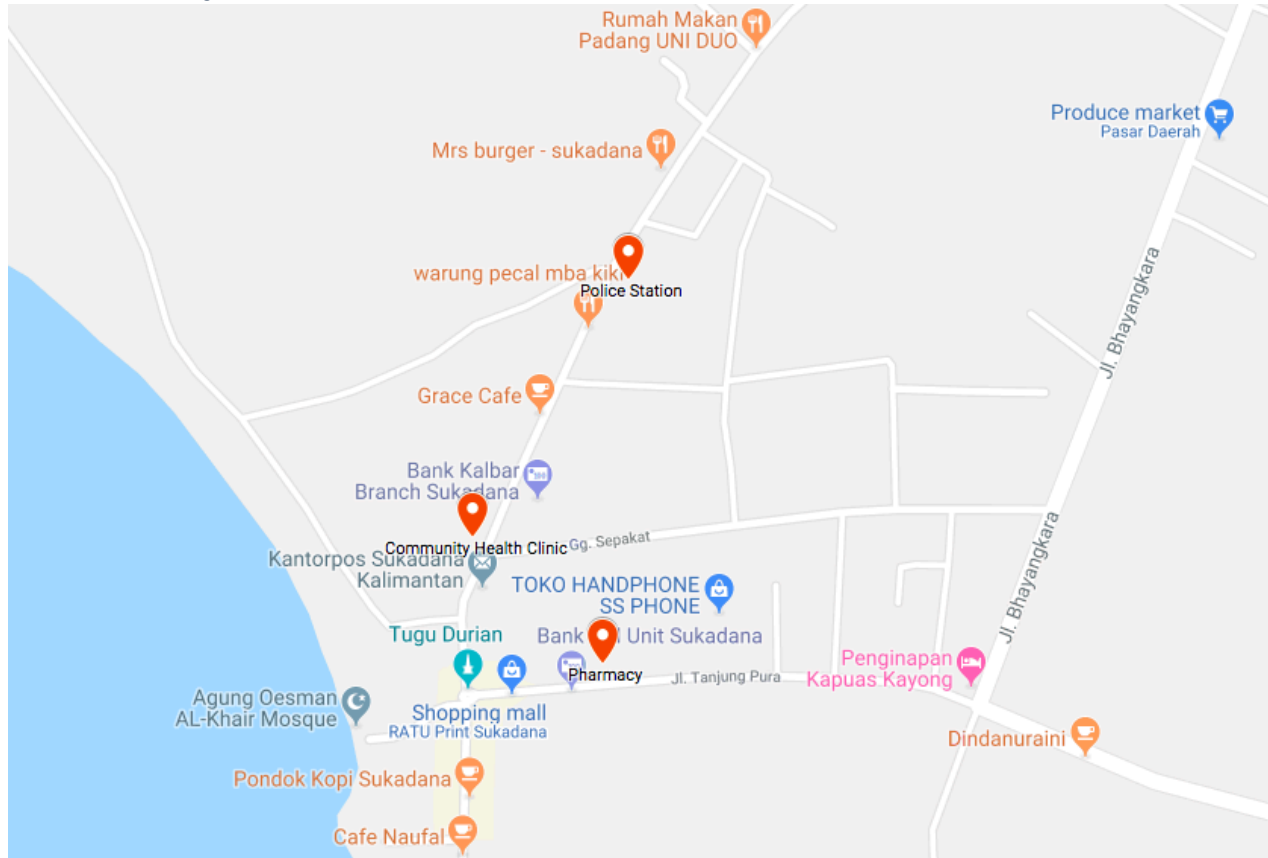 Rumah Makan
Padang UNI DUO
Produce market
Pasar Daerah
Mrs burger - sukadana
warung pecal mba kiki
Police Station
Jl. Bhayangkara
Grace Cafe
Bank Kalbar
Branch Sukadana
Community Health Clinic
Gg. Sepakat
Kantorpos Sukadana
Kalimantan
Jl. Bhayangkara
TOKO HANDPHONE
SS PHONE
Tugu Durian
Bank Unit Sukadana
Pharmacy
Jl. Tanjung Pura
Penginapan
Kapuas Kayong
Agung Oesman
AL-Khair Mosque
Shopping mall
RATU Print Sukadana
Dindanuraini
Pondok Kopi Sukadana
Cafe Naufal